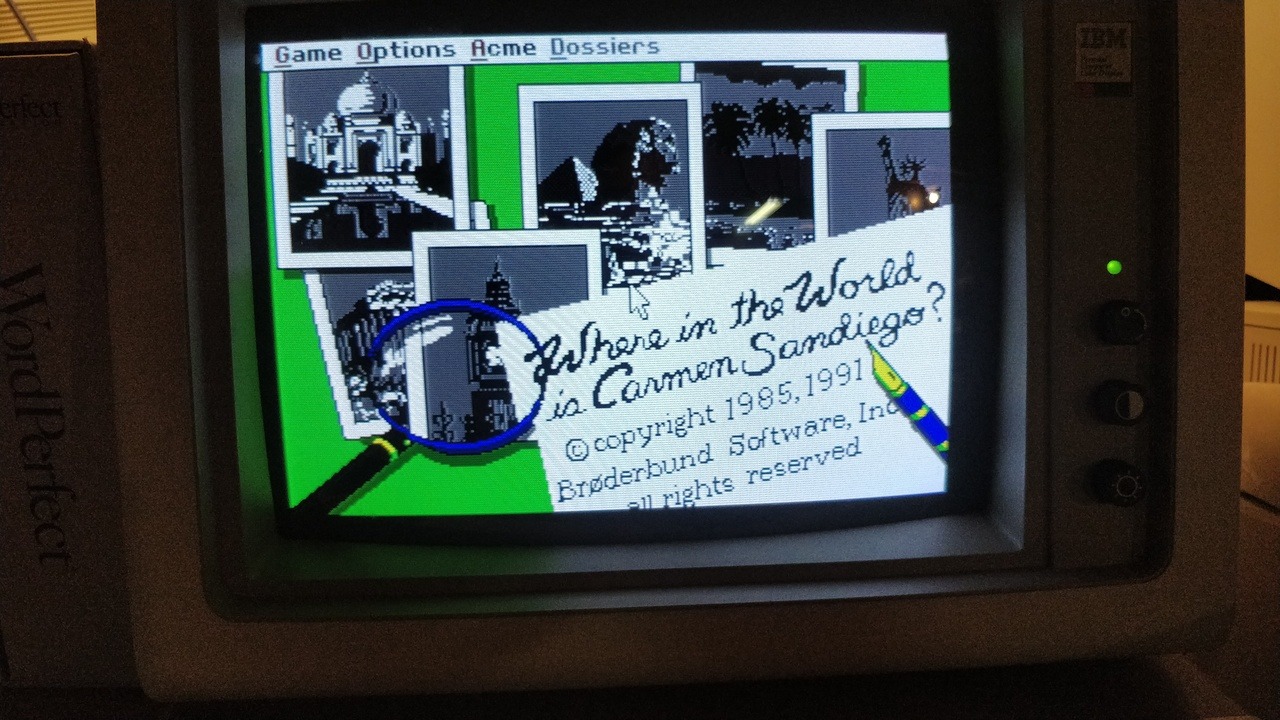 Game Options Acme Dossiers
IBM
erfect
WordPerfect
Where in the World
is Carmen Sandiego?
©copyright 1985,1991
Brøderbund Software, Inc
all rights reserved